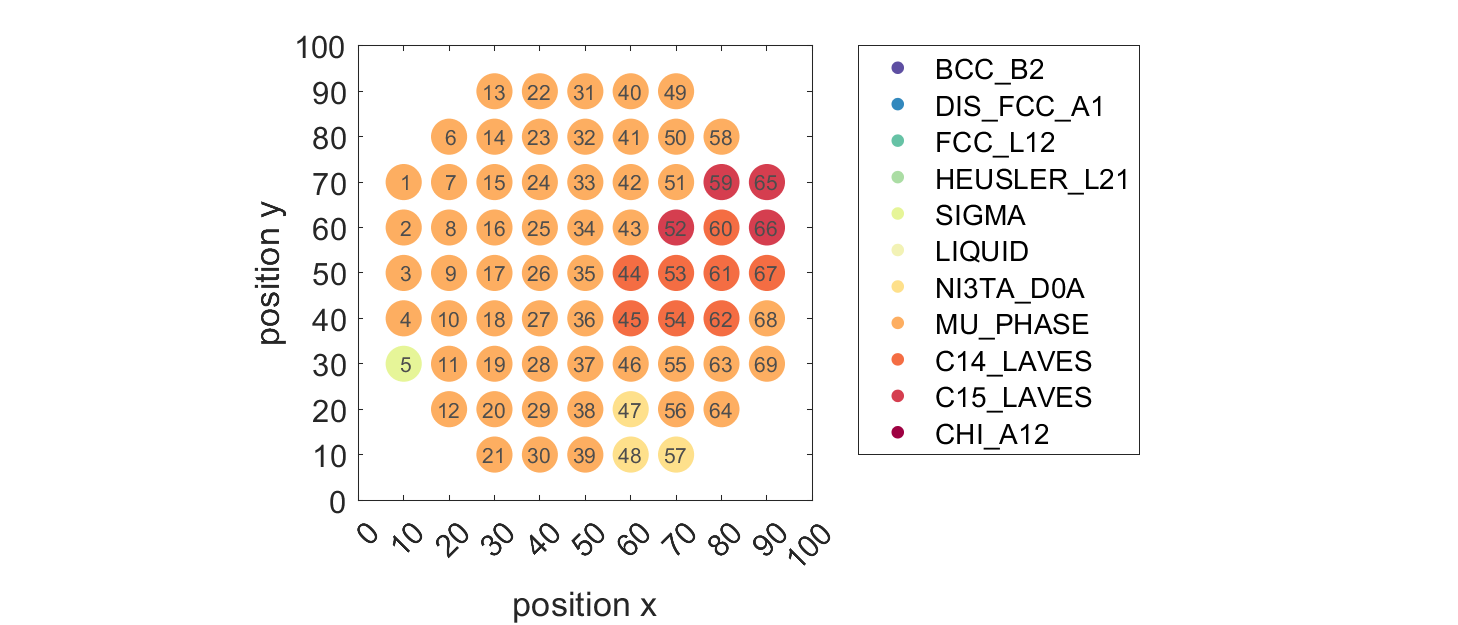 100
90
80
70
60
50
40
30
20
10
0
position y
13 22 31 40 49
6 14 23 32 41 50 58
1 7 15 24 33 42 51 59 65
2 8 16 25 34 43 52 60 66
3 9 17 26 35 44 53 61 67
4 10 18 27 36 45 54 62 68
5 11 19 28 37 46 55 63 69
12 20 29 38 47 56 64
21 30 39 48 57
0 10 20 30 40 50 60 70 80 90 100
position x
BCC_B2
DIS_FCC_A1
FCC_L12
HEUSLER_L21
SIGMA
LIQUID
NI3TA_D0A
MU_PHASE
C14_LAVES
C15_LAVES
CHI_A12